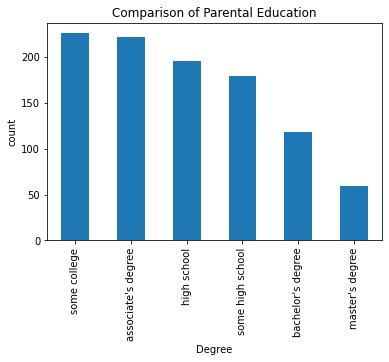 Comparison of Parental Education
count
200
150
100
50
0
some college
associate's degree
high school
some high school
bachelor's degree
master's degree
Degree